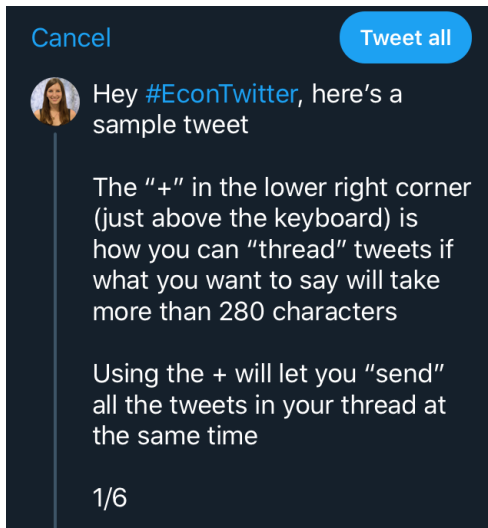 Cancel
Tweet all
Hey #EconTwitter, here’s a
sample tweet
The “+” in the lower right corner
(just above the keyboard) is
how you can “thread” tweets if
what you want to say will take
more than 280 characters
Using the + will let you “send”
all the tweets in your thread at
the same time
1/6